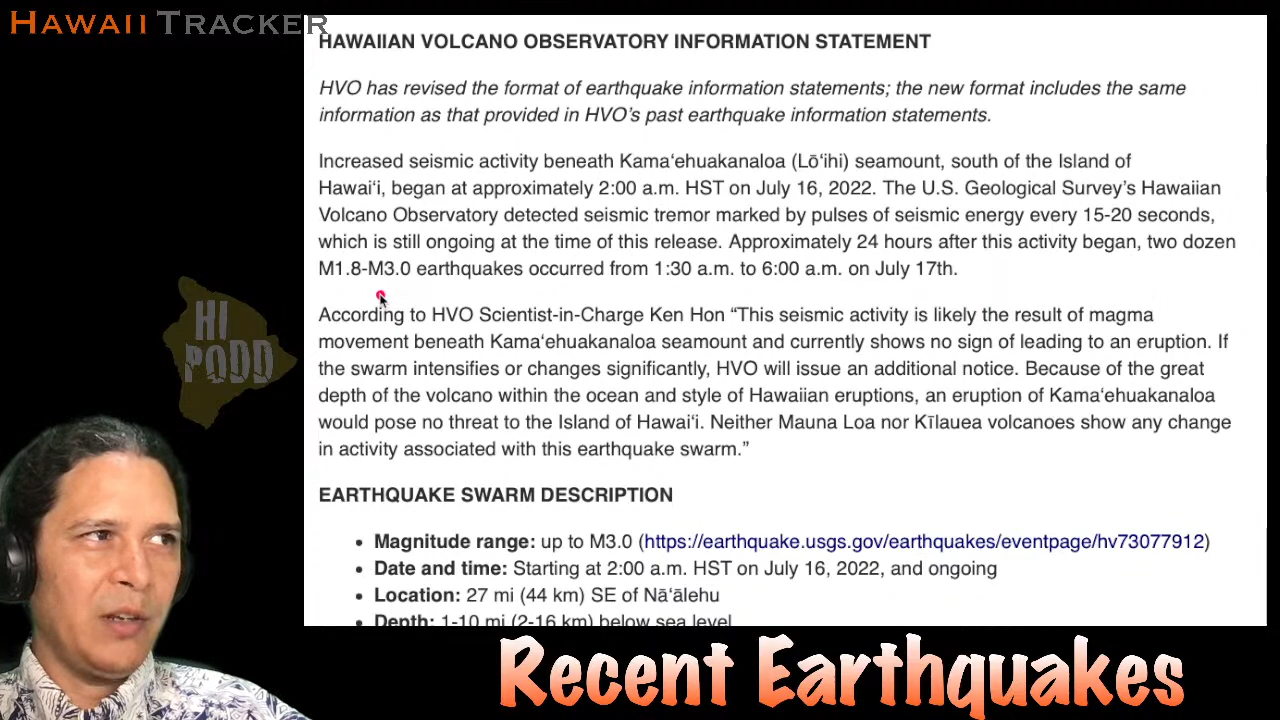 HAWAII TRACKER
HAWAIIAN VOLCANO OBSERVATORY INFORMATION STATEMENT
HVO has revised the format of earthquake information statements; the new format includes the same
information as that provided in HVO’s past earthquake information statements.
Increased seismic activity beneath Kamaʻehuakanaloa (Lōʻihi) seamount, south of the Island of
Hawaiʻi, began at approximately 2:00 a.m. HST on July 16, 2022. The U.S. Geological Survey’s Hawaiian
Volcano Observatory detected seismic tremor marked by pulses of seismic energy every 15-20 seconds,
which is still ongoing at the time of this release. Approximately 24 hours after this activity began, two dozen
M1.8-M3.0 earthquakes occurred from 1:30 a.m. to 6:00 a.m. on July 17th.
According to HVO Scientist-in-Charge Ken Hon “This seismic activity is likely the result of magma
movement beneath Kamaʻehuakanaloa seamount and currently shows no sign of leading to an eruption. If
the swarm intensifies or changes significantly, HVO will issue an additional notice. Because of the great
depth of the volcano within the ocean and style of Hawaiian eruptions, an eruption of Kamaʻehuakanaloa
would pose no threat to the Island of Hawaiʻi. Neither Mauna Loa nor Kīlauea volcanoes show any change
in activity associated with this earthquake swarm.”
EARTHQUAKE SWARM DESCRIPTION
• Magnitude range: up to M3.0 (https://earthquake.usgs.gov/earthquakes/eventpage/hv73077912)
• Date and time: Starting at 2:00 a.m. HST on July 16, 2022, and ongoing
• Location: 27 mi (44 km) SE of Nāʻālehu
• Depth: 1-10 mi (2-16 km) below sea level
HI
PODD
Recent Earthquakes